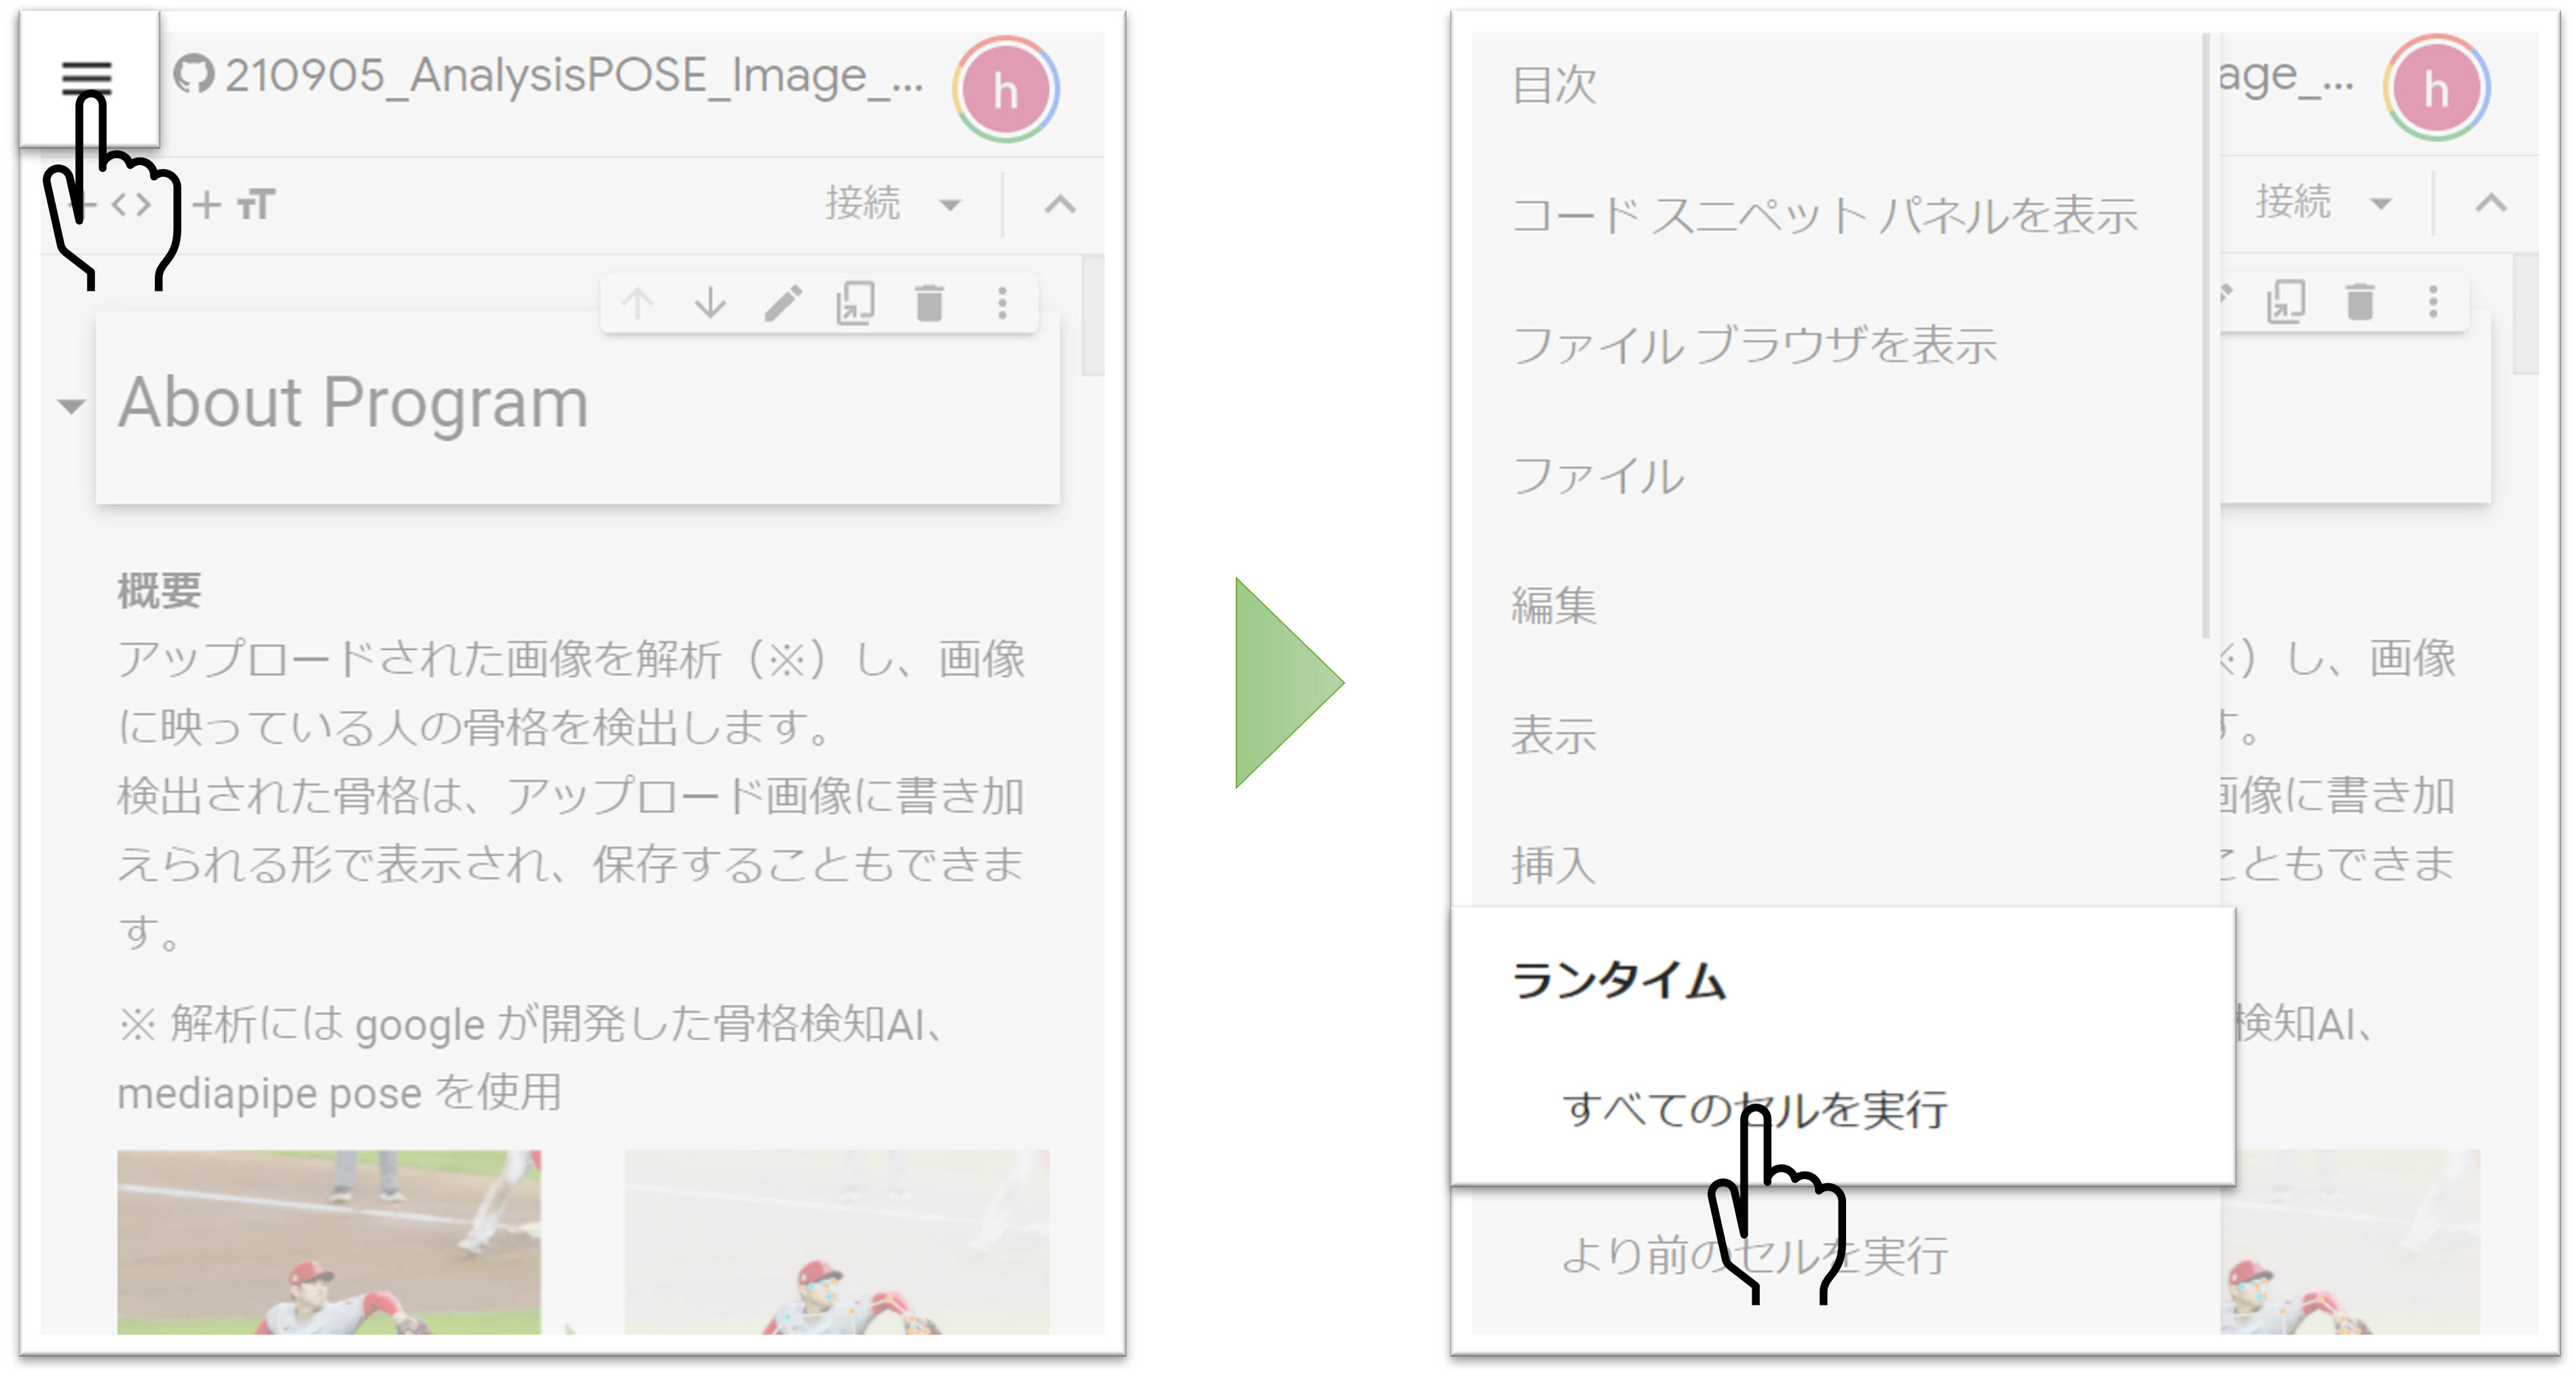 210905_AnalysisPOSE_Image_...
h
接続
About Program
概要
アップロードされた画像を解析（※）し、画像
に映っている人の骨格を検出します。
検出された骨格は、アップロード画像に書き加
えられる形で表示され、保存することもできま
す。
※ 解析には google が開発した骨格検知AI、
mediapipe pose を使用
目次
コード スニペット パネルを表示
ファイル ブラウザを表示
ファイル
編集
表示
挿入
ランタイム
すべてのセルを実行
より前のセルを実行
age_...
h
接続
※）し、画像
す。
画像に書き加
こともできま
検知AI、